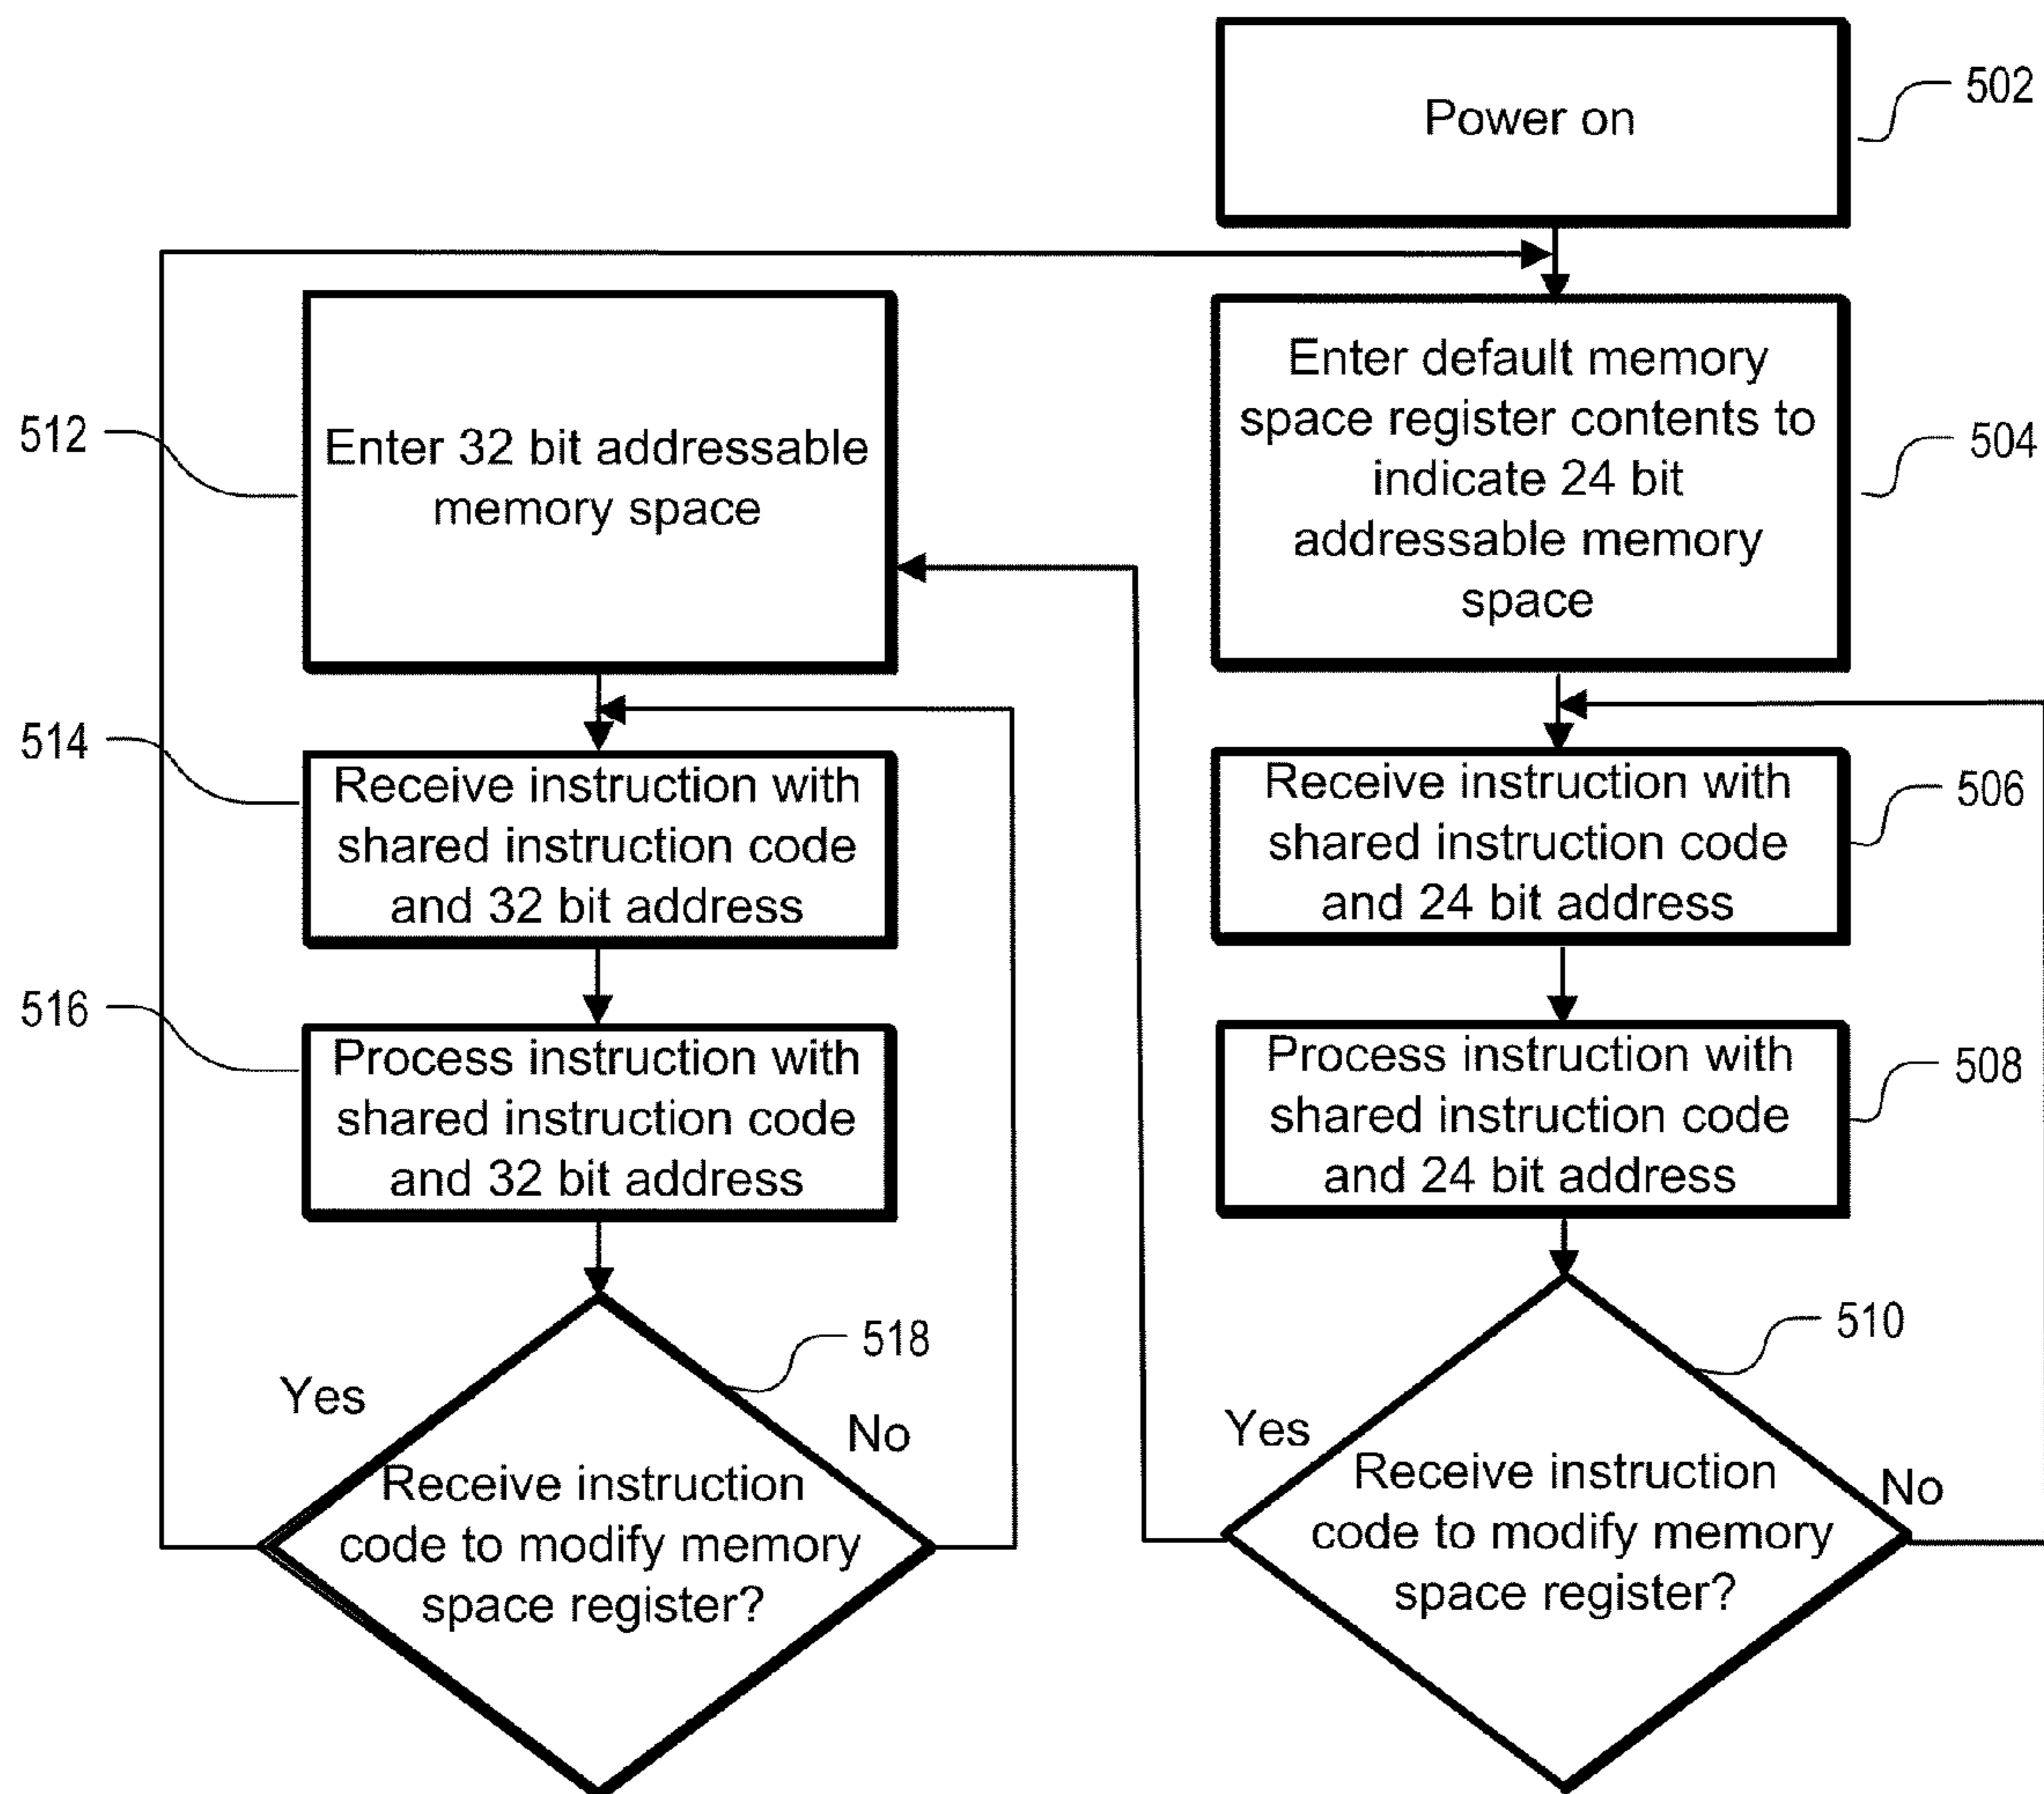 Power on
502
Enter default memory
space register contents to
indicate 24 bit
addressable memory
space
504
Receive instruction with
shared instruction code
and 24 bit address
506
Process instruction with
shared instruction code
and 24 bit address
508
510
Yes
No
Receive instruction
code to modify memory
space register?
512
Enter 32 bit addressable
memory space
514
Receive instruction with
shared instruction code
and 32 bit address
516
Process instruction with
shared instruction code
and 32 bit address
518
Yes
No
Receive instruction
code to modify memory
space register?